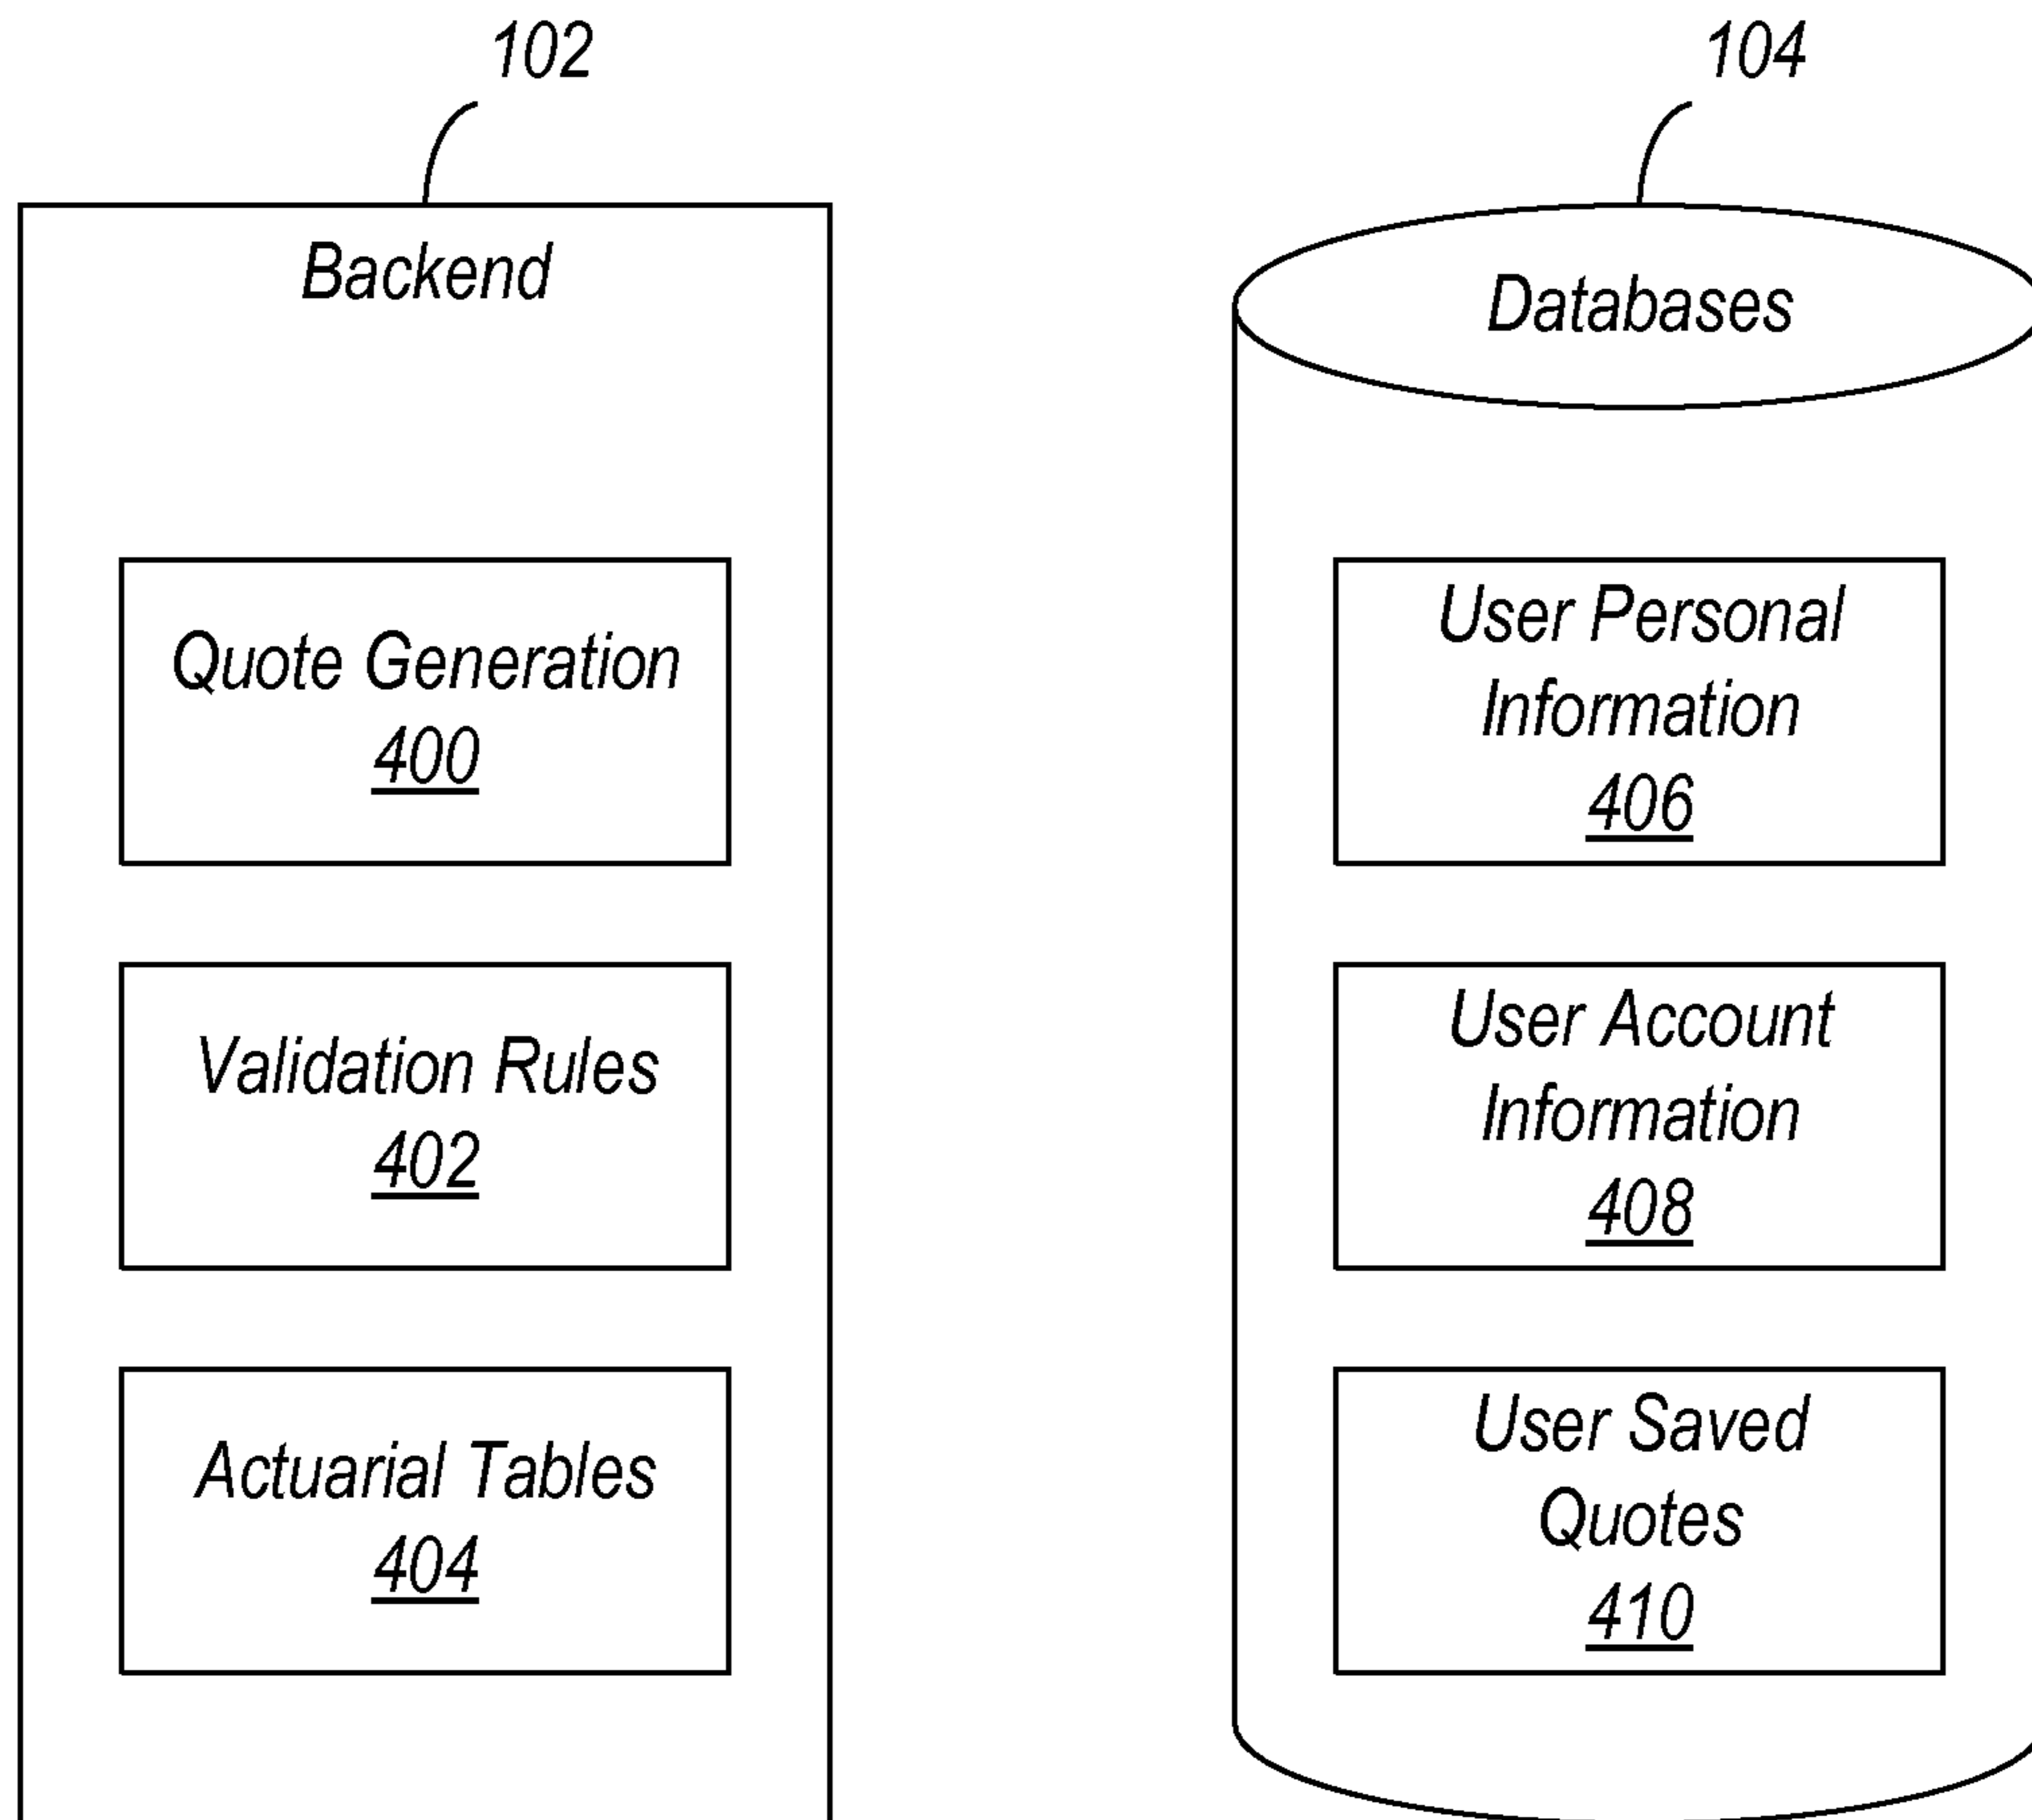 102
Backend
Quote Generation
400
Validation Rules
402
Actuarial Tables
404
104
Databases
User Personal
Information
406
User Account
Information
408
User Saved
Quotes
410